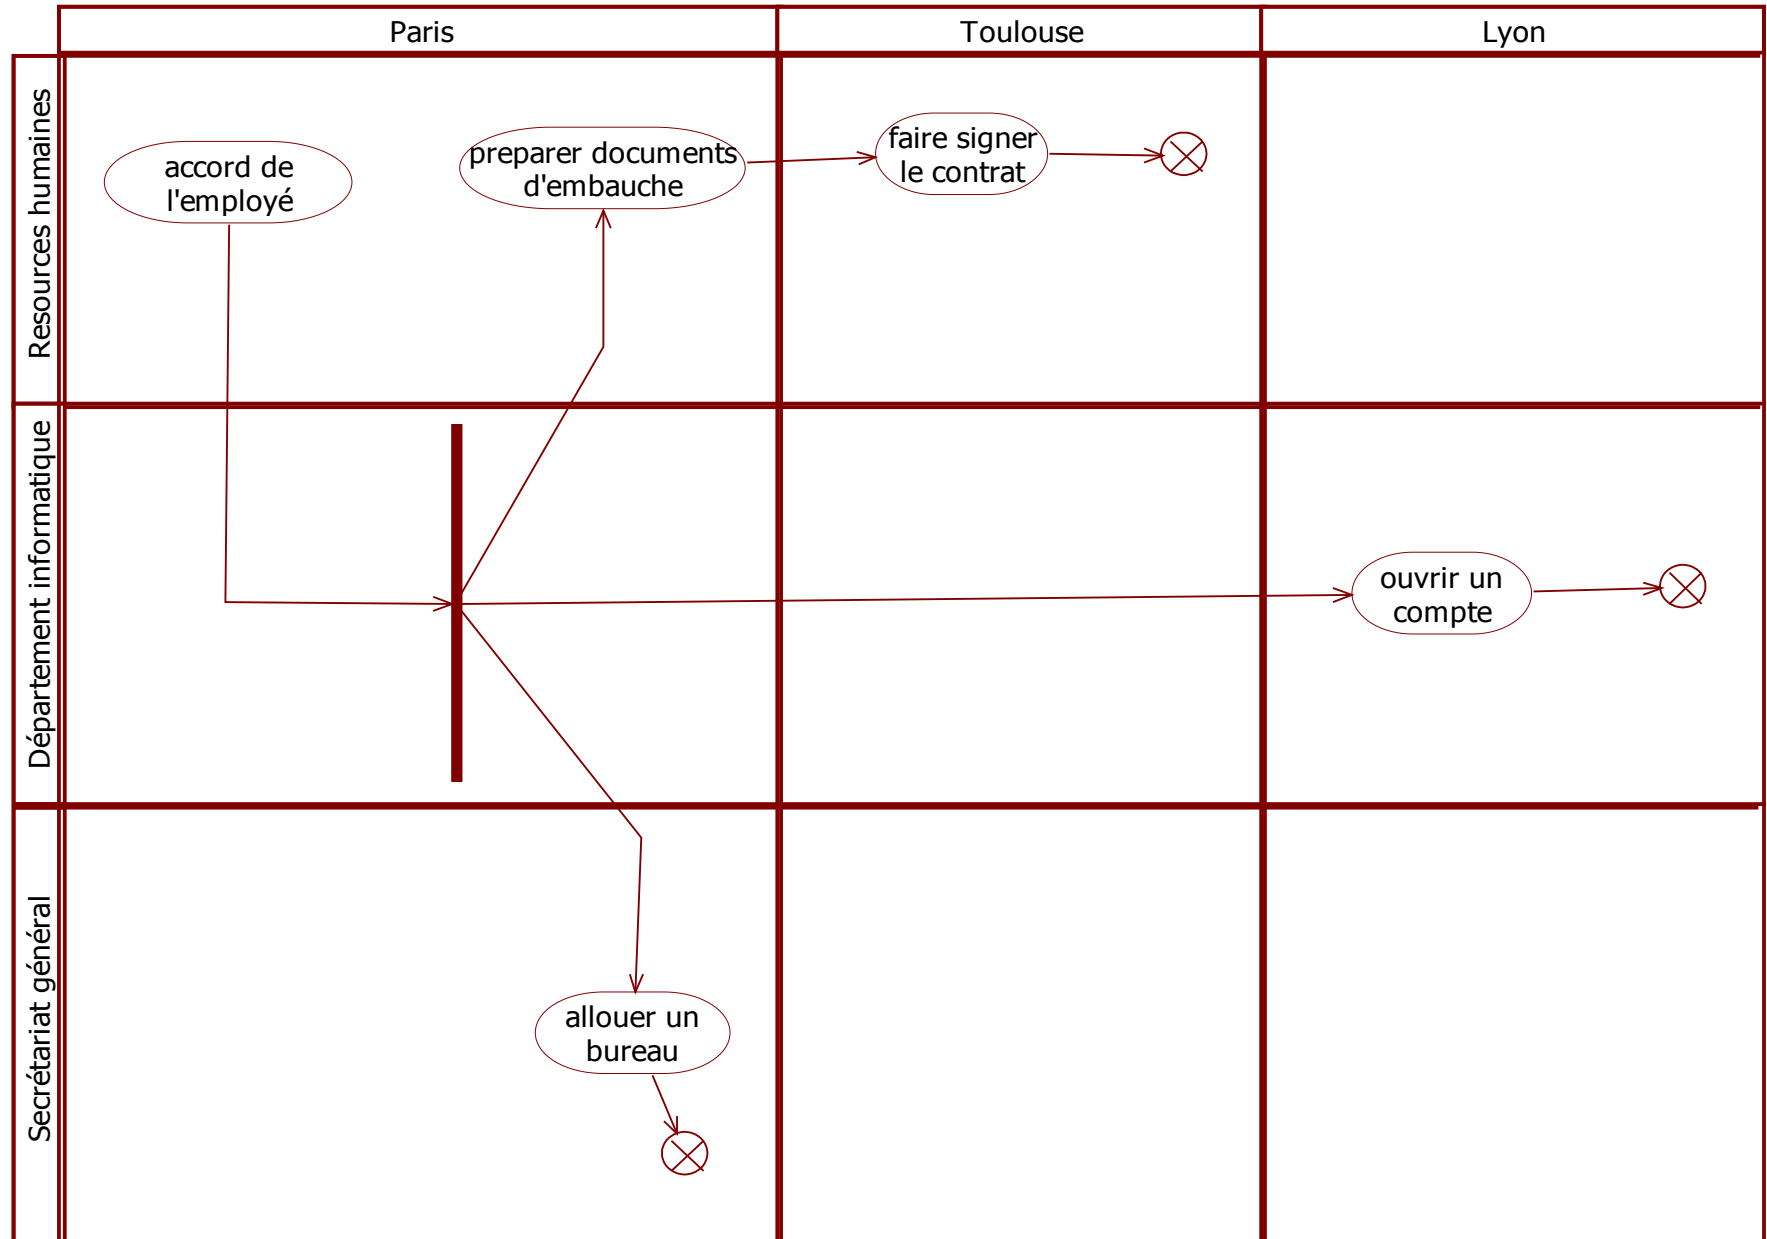 Paris
Toulouse
Lyon
Resources humaines
accord de
l'employé
preparer documents
d'embauche
faire signer
le contrat
Département informatique
ouvrir un
compte
Secrétariat général
allouer un
bureau